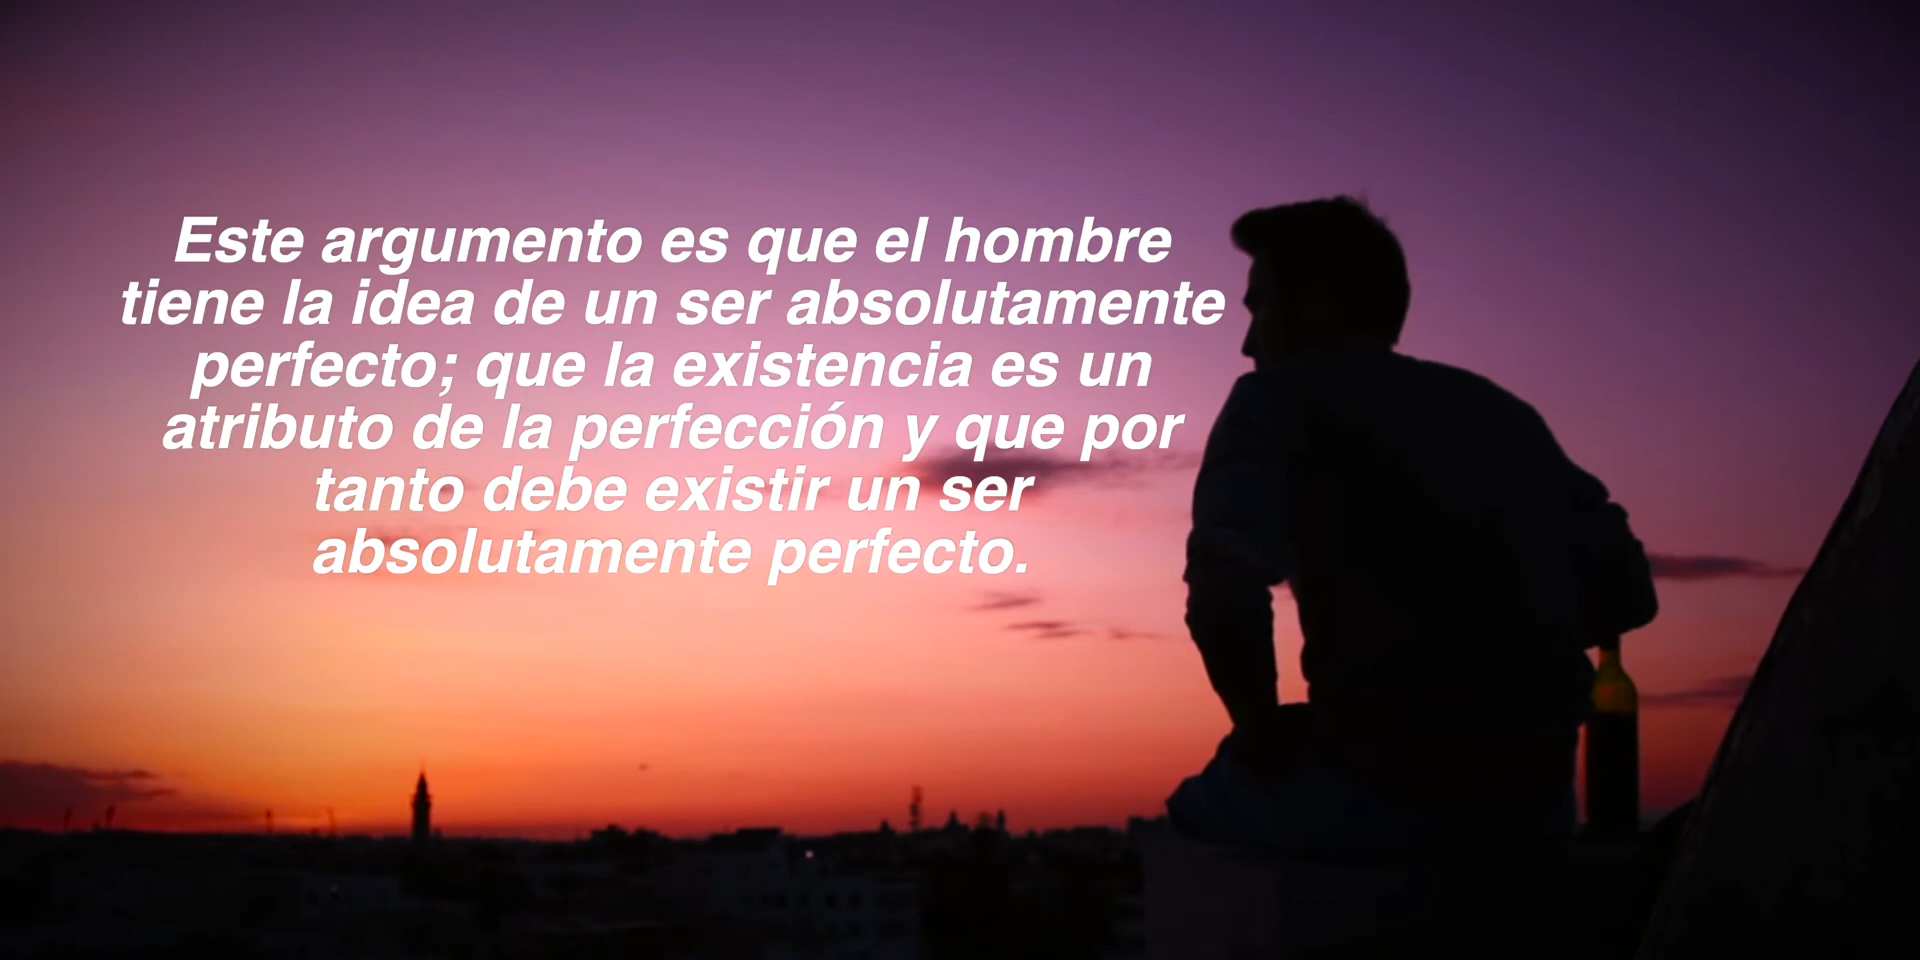 Este argumento es que el hombre
tiene la idea de un ser absolutamente
perfecto; que la existencia es un
atributo de la perfección y que por
tanto debe existir un ser
absolutamente perfecto.